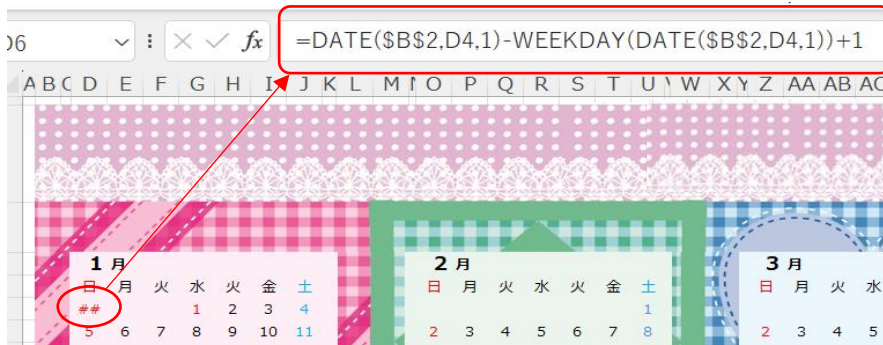 D6 fx =DATE($B$2,D4,1)-WEEKDAY(DATE($B$2,D4,1))+1
A B C D E F G H I J K L M N O P Q R S T U V W X Y Z AA AB AC
1 月 2 月 3 月
日 月 火 水 火 金 土 日 月 火 水 火 金 土 日 月 火 水
## 1 2 3 4 1
5 6 7 8 9 10 11 2 3 4 5 6 7 8 2 3 4 5